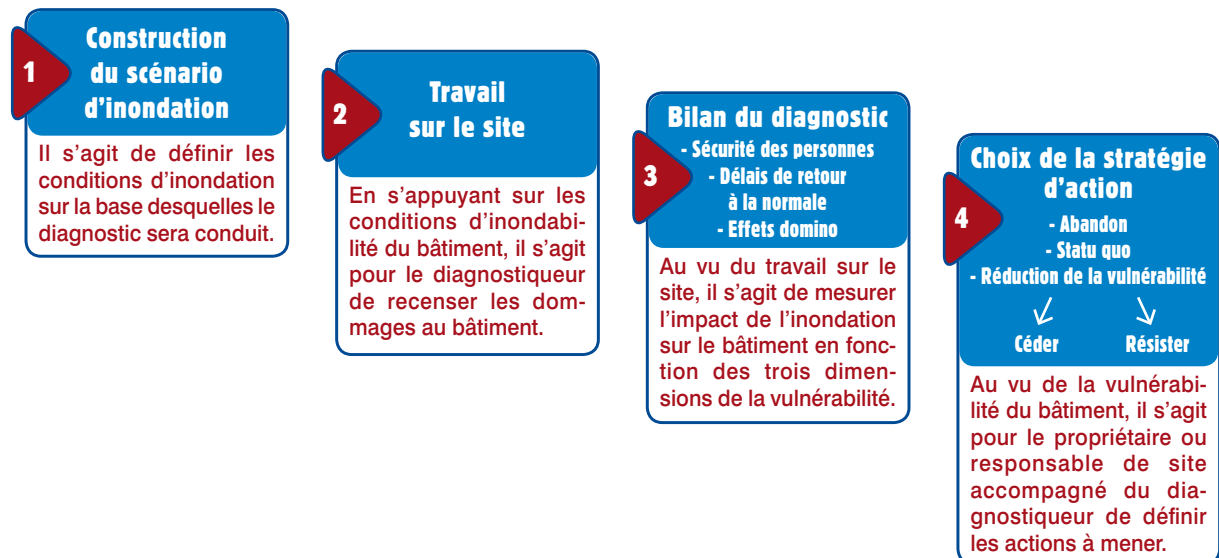 1
Construction
du scénario
d'inondation
Il s'agit de définir les
conditions d'inondation
sur la base desquelles le
diagnostic sera conduit.
2
Travail
sur le site
En s'appuyant sur les
conditions d'inondabi-
lité du bâtiment, il s'agit
pour le diagnostiqueur
de recenser les dom-
mages au bâtiment.
3
Bilan du diagnostic
- Sécurité des personnes
- Délais de retour
à la normale
- Effets domino
Au vu du travail sur le
site, il s'agit de mesurer
l'impact de l'inondation
sur le bâtiment en fonc-
tion des trois dimen-
sions de la vulnérabilité.
4
Choix de la stratégie
d'action
- Abandon
- Statu quo
- Réduction de la vulnérabilité
Céder Résister
Au vu de la vulnérabi-
lité du bâtiment, il s'agit
pour le propriétaire ou
responsable de site
accompagné du dia-
gnostiqueur de définir
les actions à mener.